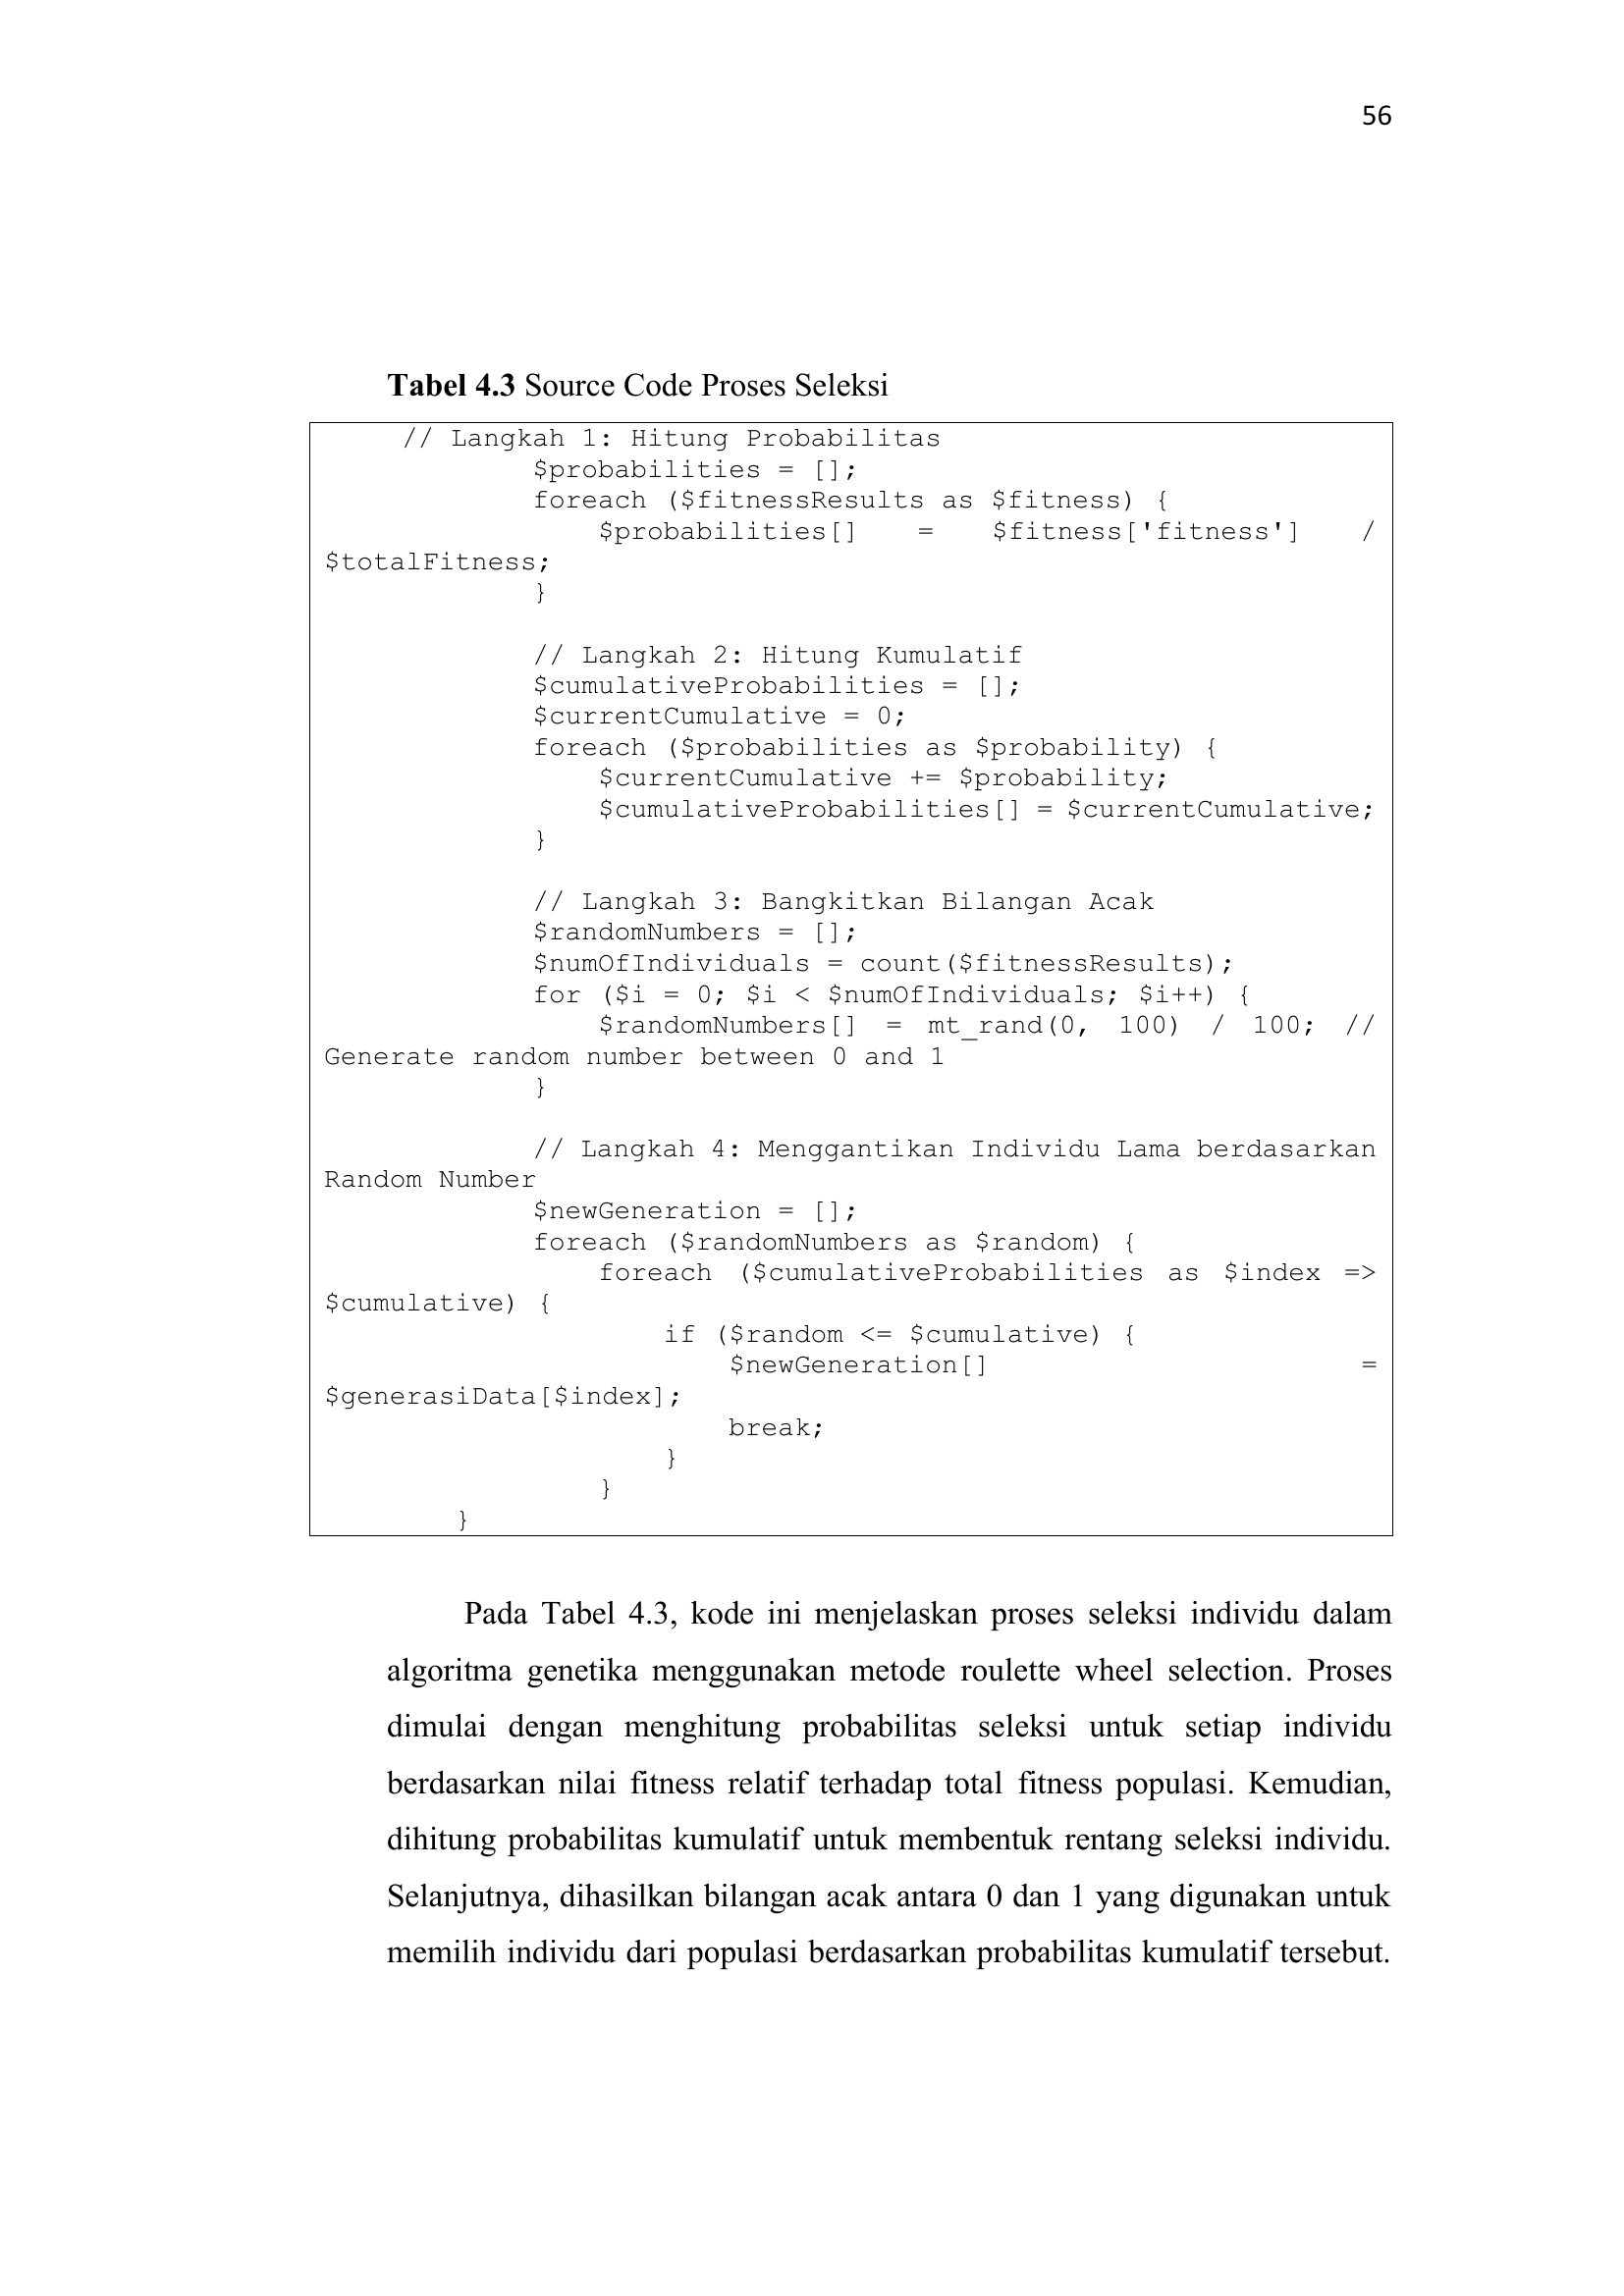 56
Tabel 4.3 Source Code Proses Seleksi
// Langkah 1: Hitung Probabilitas
$probabilities = [];
foreach ($fitnessResults as $fitness) {
$probabilities[] = $fitness['fitness'] /
$totalFitness;
}
// Langkah 2: Hitung Kumulatif
$cumulativeProbabilities = [];
$currentCumulative = 0;
foreach ($probabilities as $probability) {
$currentCumulative += $probability;
$cumulativeProbabilities[] = $currentCumulative;
}
// Langkah 3: Bangkitkan Bilangan Acak
$randomNumbers = [];
$numOfIndividuals = count($fitnessResults);
for ($i = 0; $i < $numOfIndividuals; $i++) {
$randomNumbers[] = mt_rand(0, 100) / 100; //
Generate random number between 0 and 1
}
// Langkah 4: Menggantikan Individu Lama berdasarkan
Random Number
$newGeneration = [];
foreach ($randomNumbers as $random) {
foreach ($cumulativeProbabilities as $index =>
$cumulative) {
if ($random <= $cumulative) {
$newGeneration[] =
$generasiData[$index];
break;
}
}
}
Pada Tabel 4.3, kode ini menjelaskan proses seleksi individu dalam
algoritma genetika menggunakan metode roulette wheel selection. Proses
dimulai dengan menghitung probabilitas seleksi untuk setiap individu
berdasarkan nilai fitness relatif terhadap total fitness populasi. Kemudian,
dihitung probabilitas kumulatif untuk membentuk rentang seleksi individu.
Selanjutnya, dihasilkan bilangan acak antara 0 dan 1 yang digunakan untuk
memilih individu dari populasi berdasarkan probabilitas kumulatif tersebut.